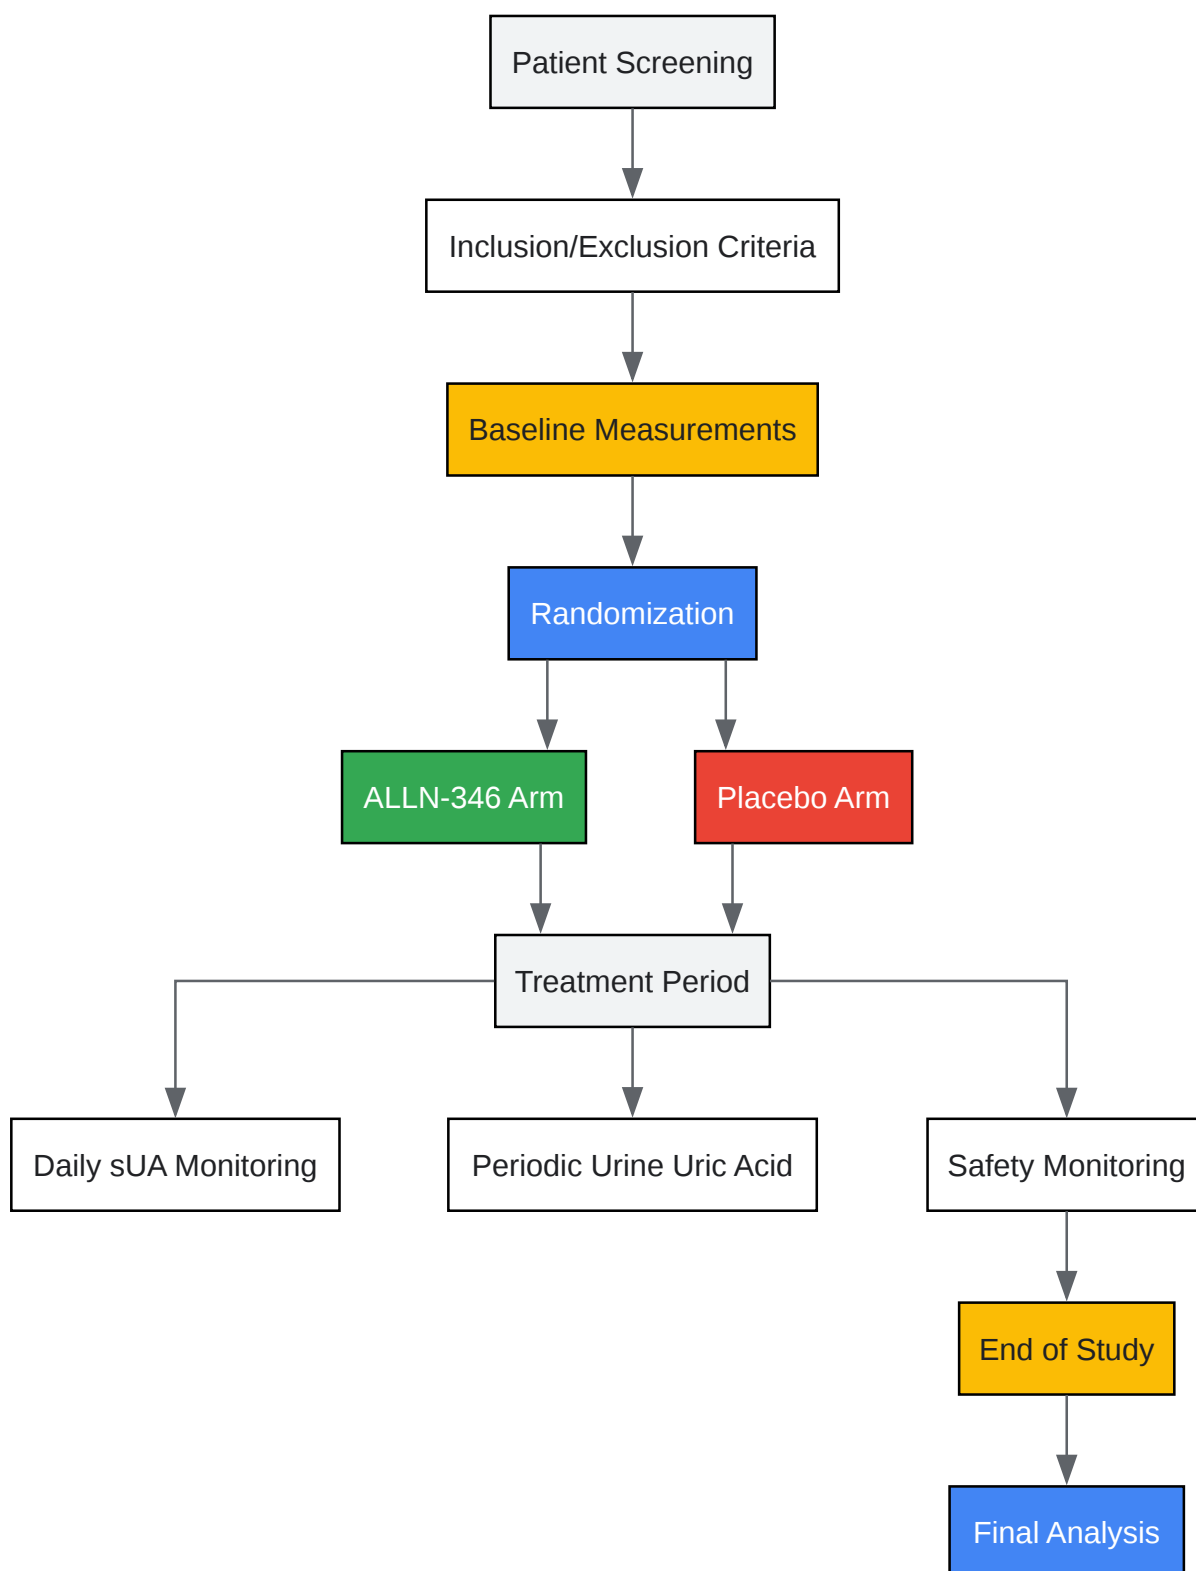 Patient Screening
Inclusion/Exclusion Criteria
Baseline Measurements
Randomization
ALLN-346 Arm
Placebo Arm
Treatment Period
Daily sUA Monitoring
Periodic Urine Uric Acid
Safety Monitoring
End of Study
Final Analysis